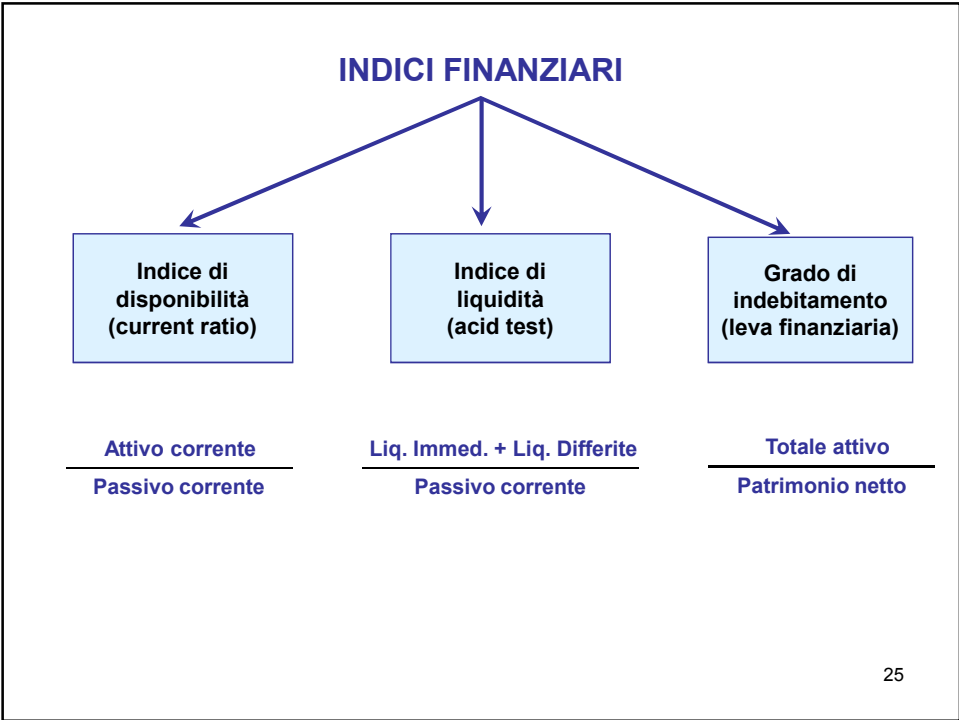 INDICI FINANZIARI
Indice di
disponibilità
(current ratio)
Indice di
liquidità
(acid test)
Grado di
indebitamento
(leva finanziaria)
Attivo corrente
Passivo corrente
Liq. Immed. + Liq. Differite
Passivo corrente
Totale attivo
Patrimonio netto
25